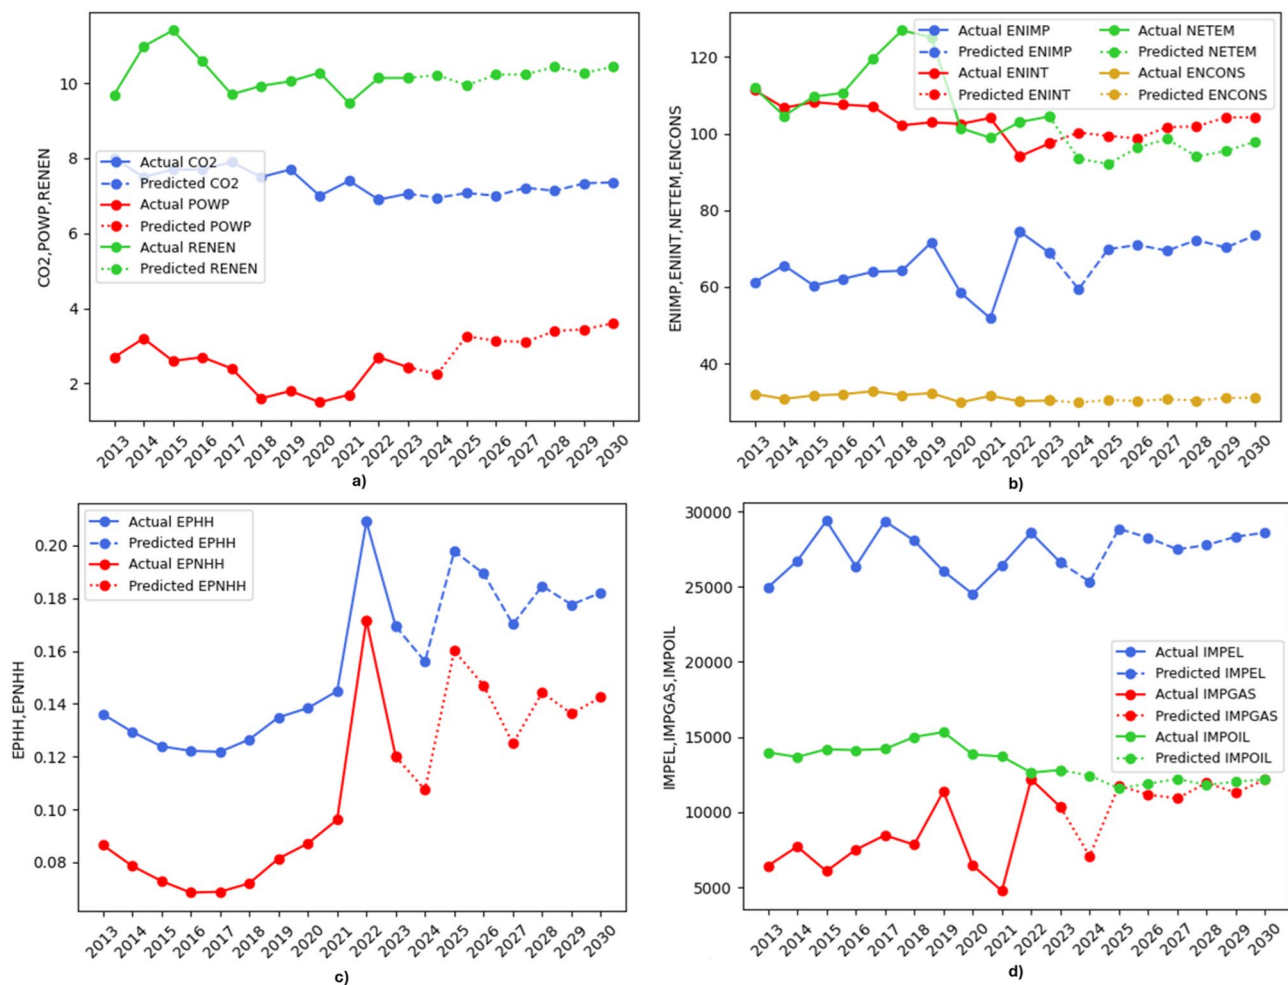 CO2,POWP,RENEN
10
8
6
4
2
Actual CO2
Predicted CO2
Actual POWP
Predicted POWP
Actual RENEN
Predicted RENEN
2013 2014 2015 2016 2017 2018 2019 2020 2021 2022 2023 2024 2025 2026 2027 2028 2029 2030
a)
ENIMP,ENINT,NETEM,ENCONS
120
100
80
60
40
Actual ENIMP
Predicted ENIMP
Actual ENINT
Predicted ENINT
Actual NETEM
Predicted NETEM
Actual ENCONS
Predicted ENCONS
2013 2014 2015 2016 2017 2018 2019 2020 2021 2022 2023 2024 2025 2026 2027 2028 2029 2030
b)
EPHH,EPNHH
0.20
0.18
0.16
0.14
0.12
0.10
0.08
Actual EPHH
Predicted EPHH
Actual EPNHH
Predicted EPNHH
2013 2014 2015 2016 2017 2018 2019 2020 2021 2022 2023 2024 2025 2026 2027 2028 2029 2030
c)
IMPEL,IMPGAS,IMPOIL
30000
25000
20000
15000
10000
5000
Actual IMPEL
Predicted IMPEL
Actual IMPGAS
Predicted IMPGAS
Actual IMPOIL
Predicted IMPOIL
2013 2014 2015 2016 2017 2018 2019 2020 2021 2022 2023 2024 2025 2026 2027 2028 2029 2030
d)